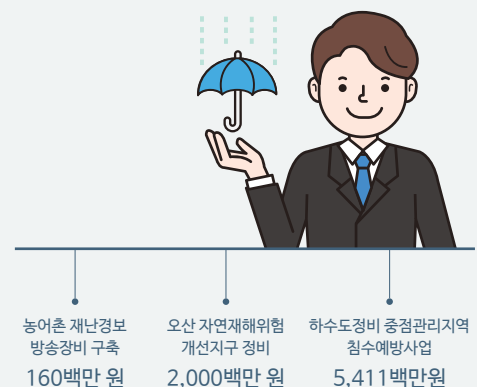 농어촌 재난경보
방송장비 구축
160백만 원
오산 자연재해위험
개선지구 정비
2,000백만 원
하수도정비 중점관리지역
침수예방사업
5,411백만원